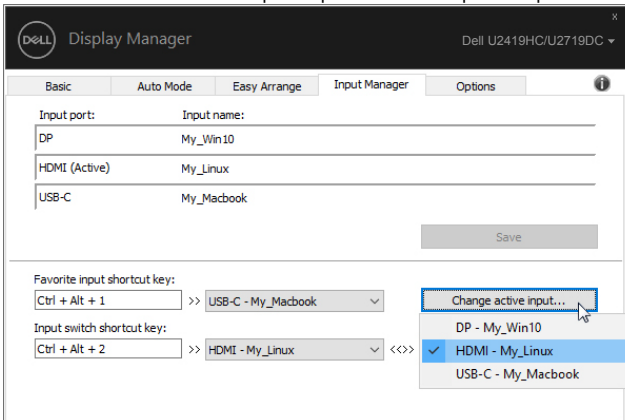 x
DELL Display Manager Dell U2419HC/U2719DC
Basic Auto Mode Easy Arrange Input Manager Options i
Input port: Input name:
DP My_Win10
HDMI (Active) My_Linux
USB-C My_Macbook
Save
Favorite input shortcut key:
Ctrl + Alt + 1 >> USB-C - My_Macbook Change active input...
Input switch shortcut key:
Ctrl + Alt + 2 >> HDMI - My_Linux <<>>
DP - My_Win10
✓ HDMI - My_Linux
USB-C - My_Macbook